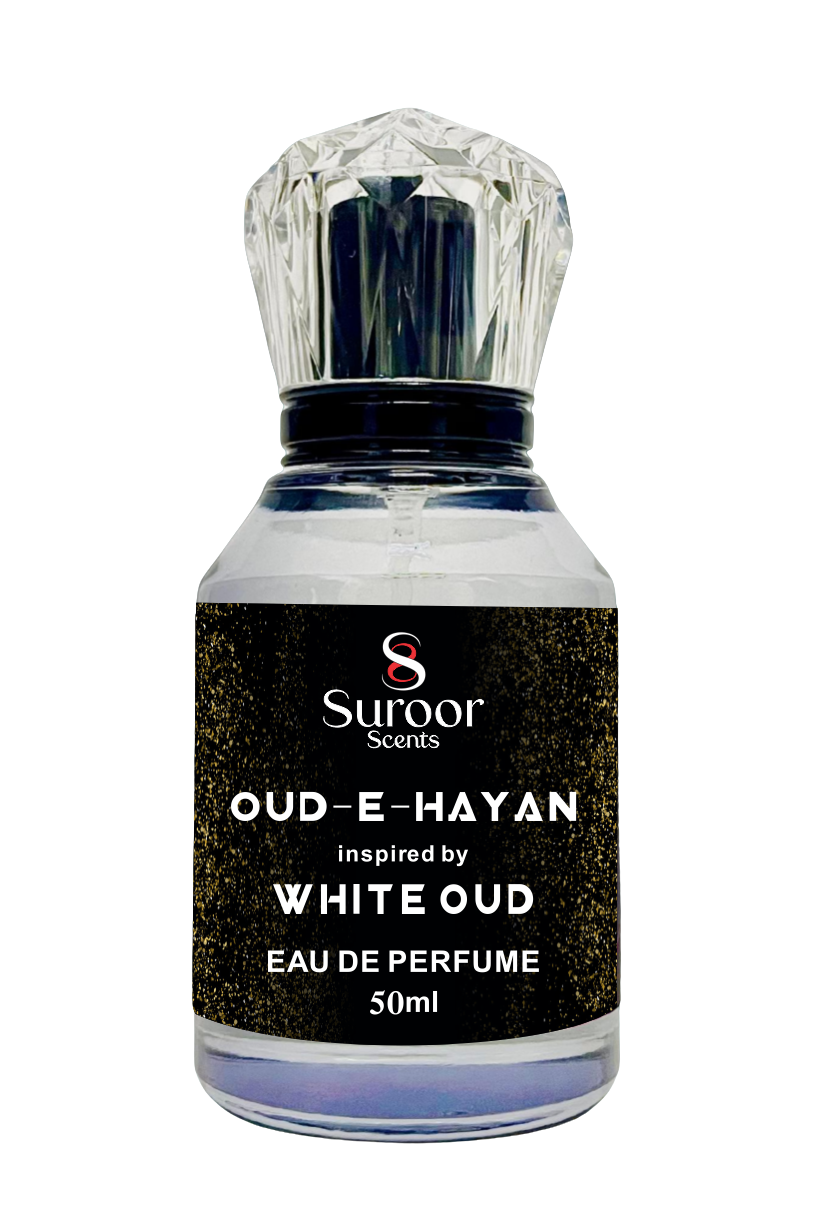 Suroor
Scents
OUD-E-HAYAN
inspired by
WHITE OUD
EAU DE PERFUME
50ml